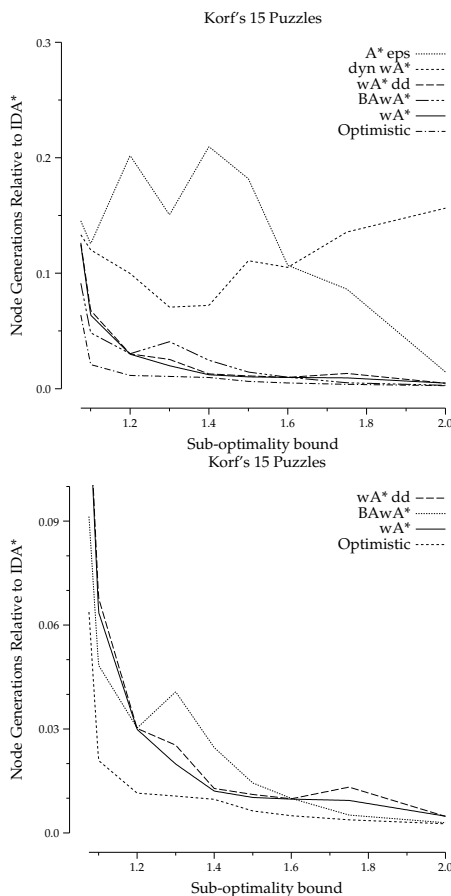 Korf's 15 Puzzles
Node Generations Relative to IDA*
0.3
0.2
0.1
0.0
A* eps
dyn wA*
wA* dd
BAwA*
wA*
Optimistic
1.2
1.4
1.6
1.8
2.0
Sub-optimality bound
Korf's 15 Puzzles
Node Generations Relative to IDA*
0.09
0.06
0.03
0.0
wA* dd
BAwA*
wA*
Optimistic
1.2
1.4
1.6
1.8
2.0
Sub-optimality bound